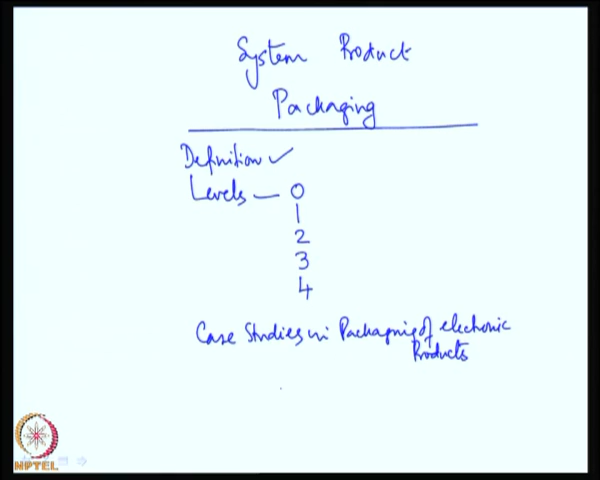 System Product
Packaging
Definition ✓
Levels — 0
1
2
3
4
Case Studies in Packaging of electronic
Products
NPTEL